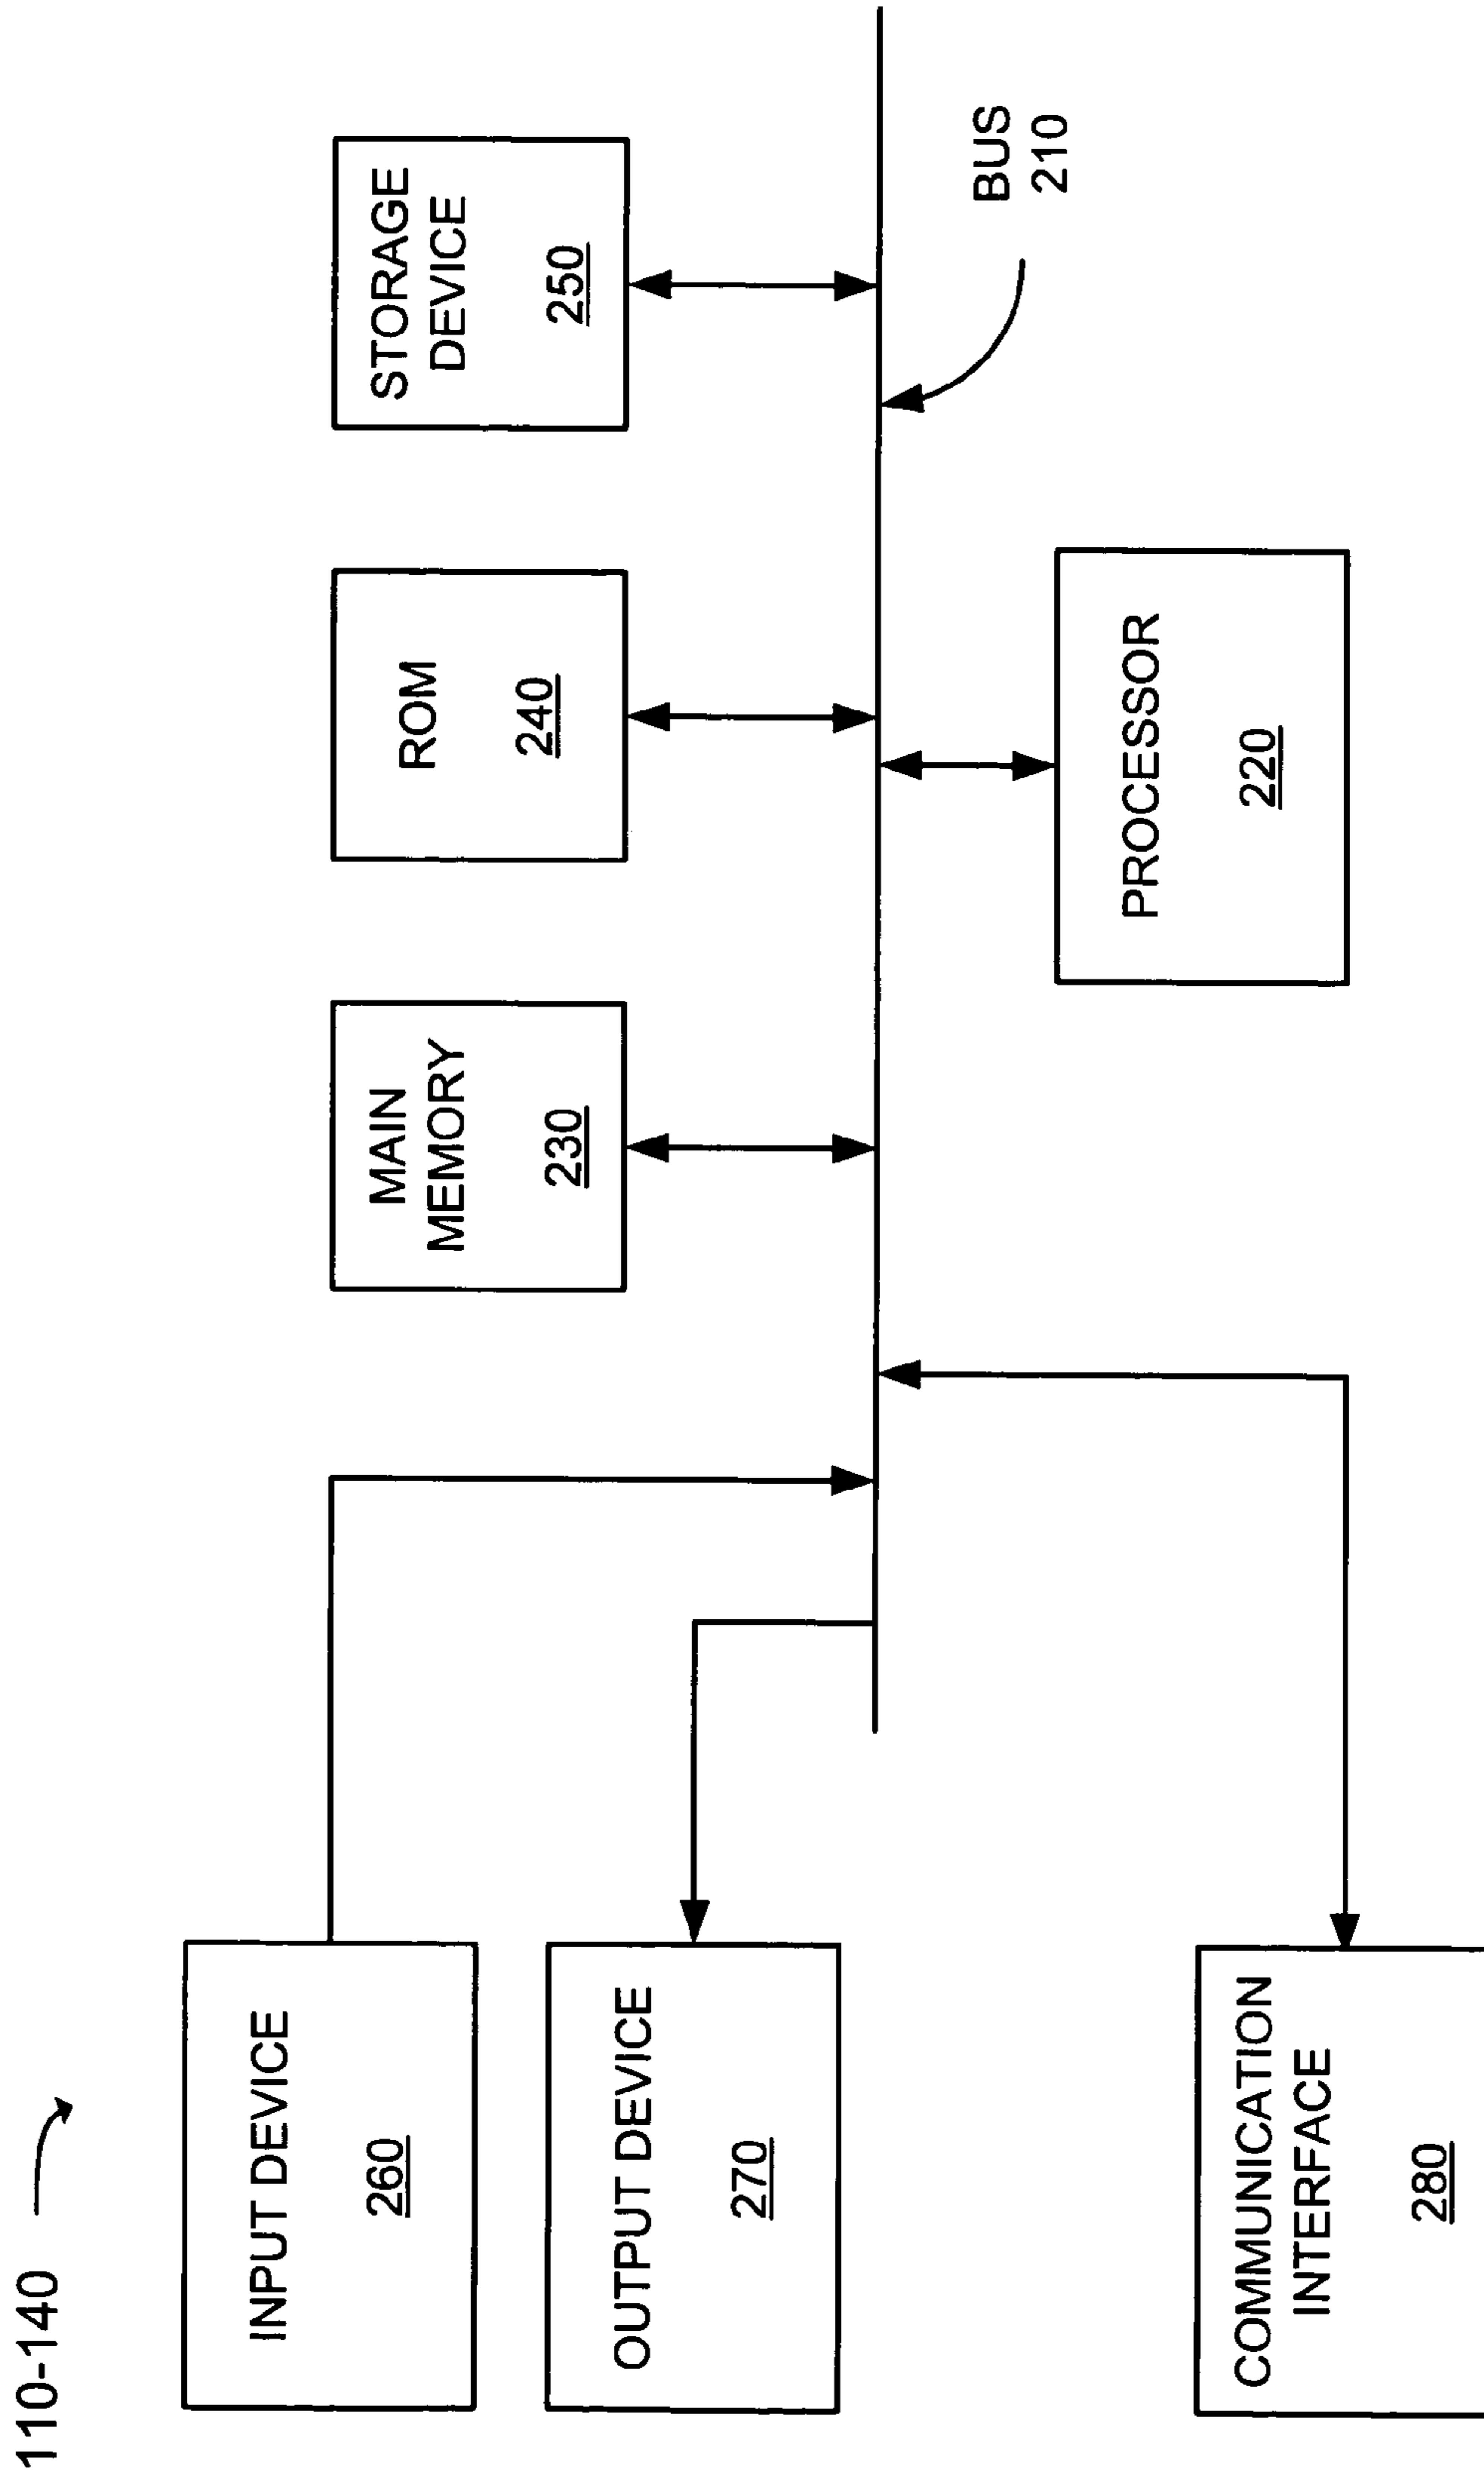 110-140
INPUT DEVICE
260
OUTPUT DEVICE
270
COMMUNICATION
INTERFACE
280
MAIN
MEMORY
230
ROM
240
STORAGE
DEVICE
250
PROCESSOR
220
BUS
210